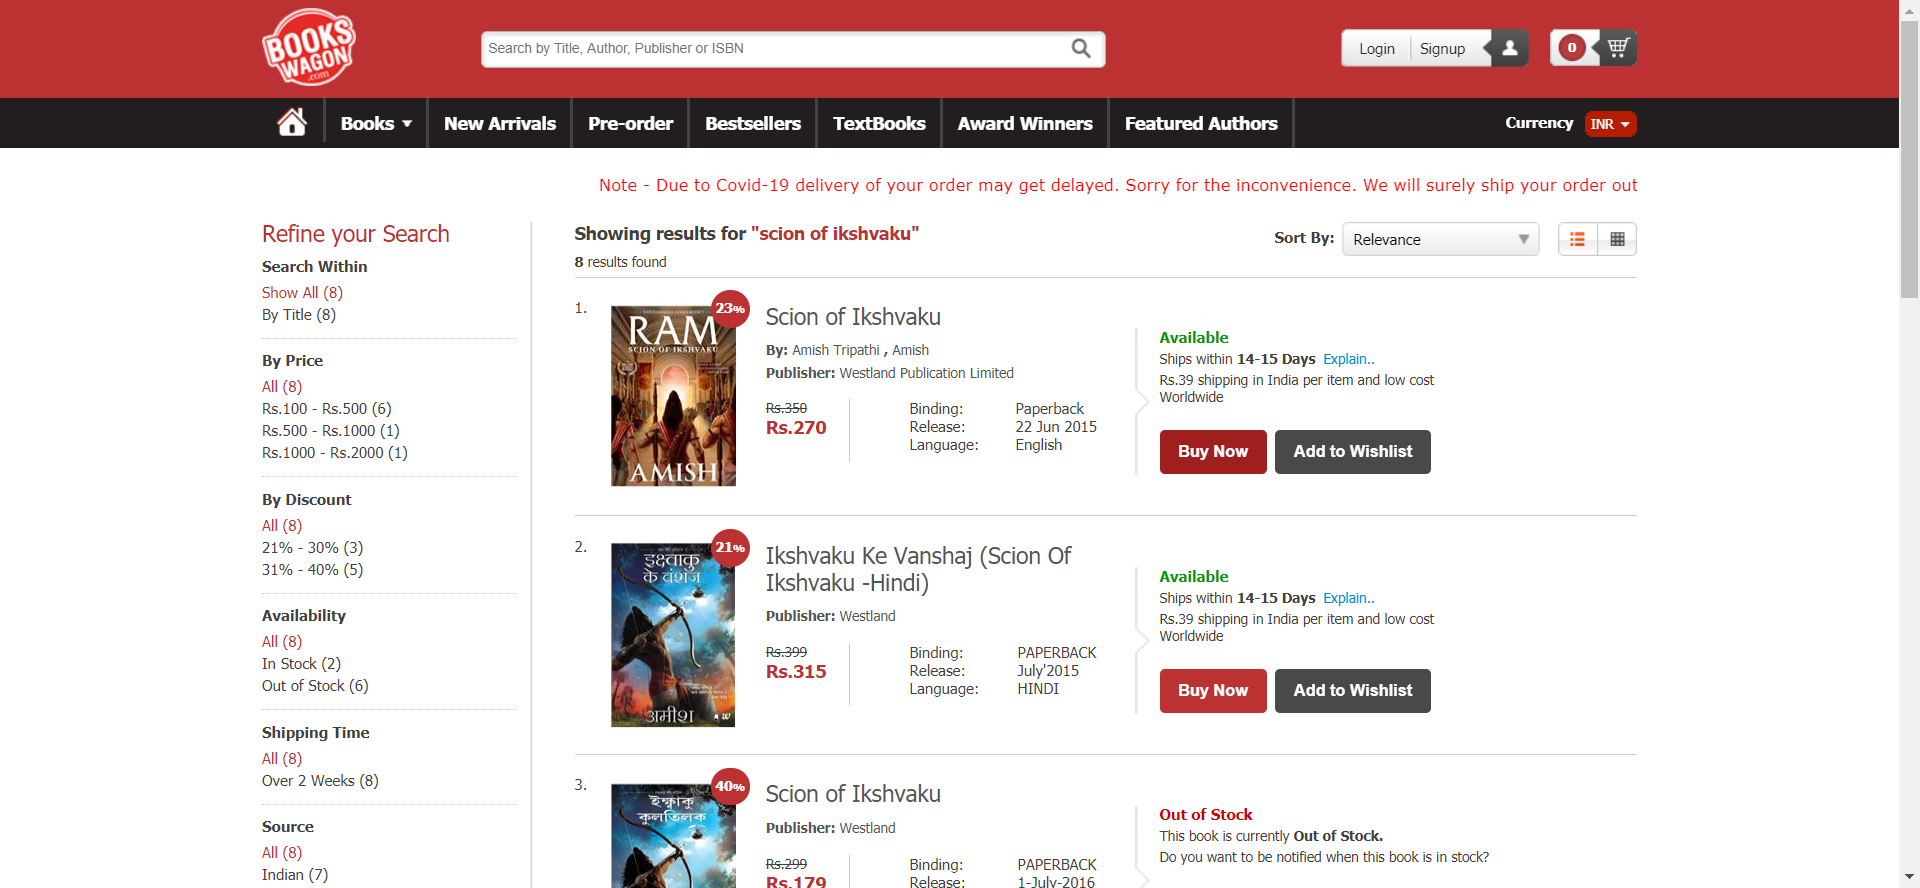 BOOKS
WAGON
.com
Search by Title, Author, Publisher or ISBN
Login
Signup
0
Books
New Arrivals
Pre-order
Bestsellers
TextBooks
Award Winners
Featured Authors
Currency
INR
Note - Due to Covid-19 delivery of your order may get delayed. Sorry for the inconvenience. We will surely ship your order out
Refine your Search
Search Within
Show All (8)
By Title (8)
By Price
All (8)
Rs.100 - Rs.500 (6)
Rs.500 - Rs.1000 (1)
Rs.1000 - Rs.2000 (1)
By Discount
All (8)
21% - 30% (3)
31% - 40% (5)
Availability
All (8)
In Stock (2)
Out of Stock (6)
Shipping Time
All (8)
Over 2 Weeks (8)
Source
All (8)
Indian (7)
Showing results for "scion of ikshvaku"
8 results found
Sort By:
Relevance
1.
23%
RAM
SCION OF IKSHVAKU
AMISH
Scion of Ikshvaku
By: Amish Tripathi , Amish
Publisher: Westland Publication Limited
Rs.350
Rs.270
Binding: Paperback
Release: 22 Jun 2015
Language: English
Available
Ships within 14-15 Days Explain..
Rs.39 shipping in India per item and low cost
Worldwide
Buy Now
Add to Wishlist
2.
21%
इक्ष्वाकु
के वंशज
अमीश
Ikshvaku Ke Vanshaj (Scion Of
Ikshvaku -Hindi)
Publisher: Westland
Rs.399
Rs.315
Binding: PAPERBACK
Release: July'2015
Language: HINDI
Available
Ships within 14-15 Days Explain..
Rs.39 shipping in India per item and low cost
Worldwide
Buy Now
Add to Wishlist
3.
40%
ইক্ষ্বাকু
কুলতিলক
Scion of Ikshvaku
Publisher: Westland
Rs.299
Rs.179
Binding: PAPERBACK
Release: 1-July-2016
Out of Stock
This book is currently Out of Stock.
Do you want to be notified when this book is in stock?